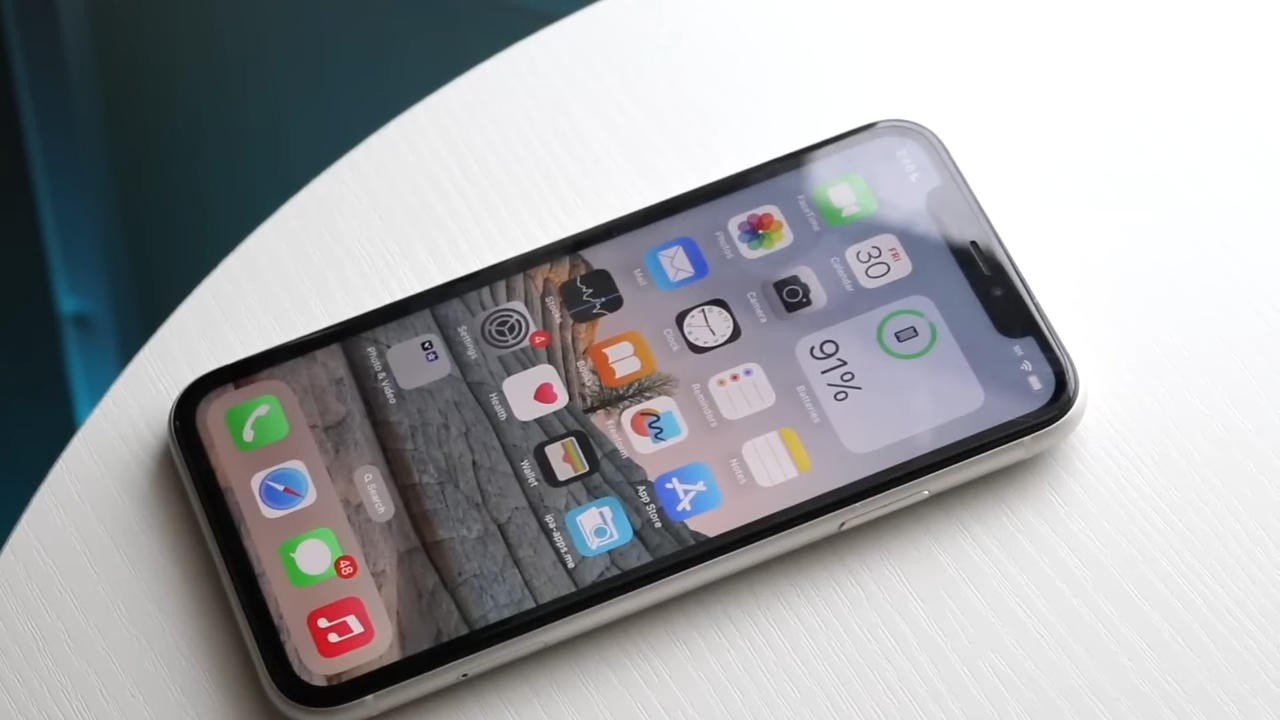 FaceTime
FRI
30
Calendar
91%
Batteries
Photos
Camera
Mail
Clock
Reminders
Notes
Stocks
Books
Freeform
App Store
4
Settings
Health
Wallet
ipa-apps.me
Photo & Video
Search
48